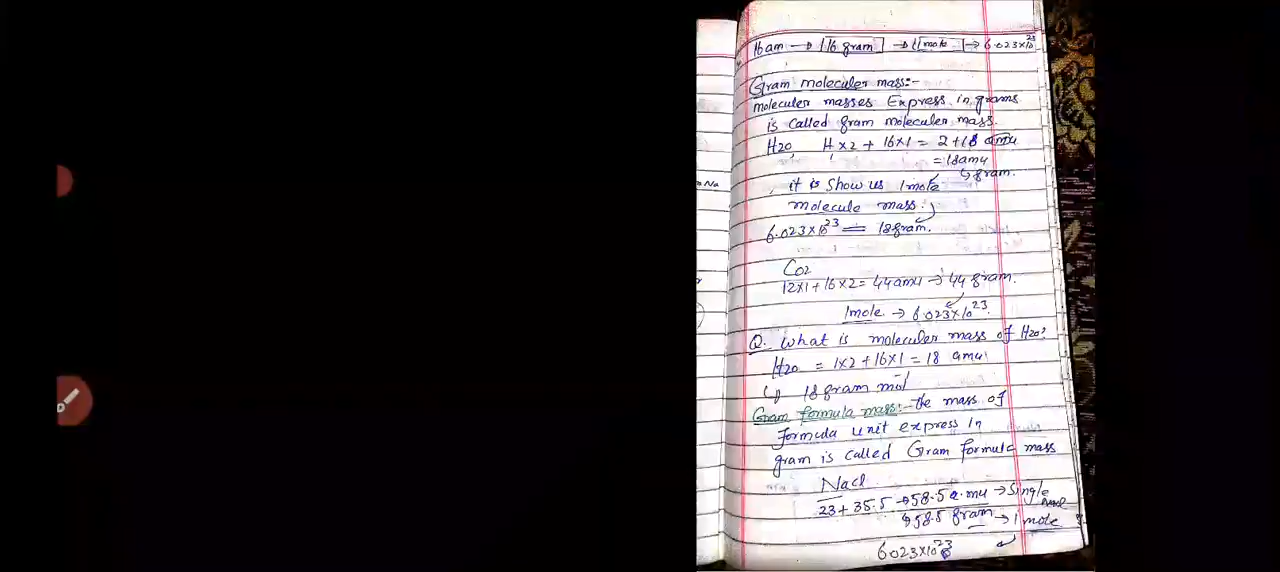 16 am → 16 gram → 1 mole → 6.023×10²³
Gram moleculer mass:-
moleculer masses Express in grams
is called gram moleculer mass.
H2O H×2 + 16×1 = 2+18 amu
= 18amu
↳ gram.
it is show us 1mole
molecule mass.
6.023×10²³ = 18gram.
Co2
12×1+16×2=44amu → 44 gram.
1mole → 6.023×10²³.
Q. What is moleculer mass of H2O?
H2O = 1×2 + 16×1 = 18 amu
↳ 18 gram mol
Gram formula mass:- the mass of
formula unit express in
gram is called Gram formula mass
Nacl
23+35.5 → 58.5 a.mu → Single
Nacl
↳ 58.5 gram → 1 mole
6.023×10²³
Na